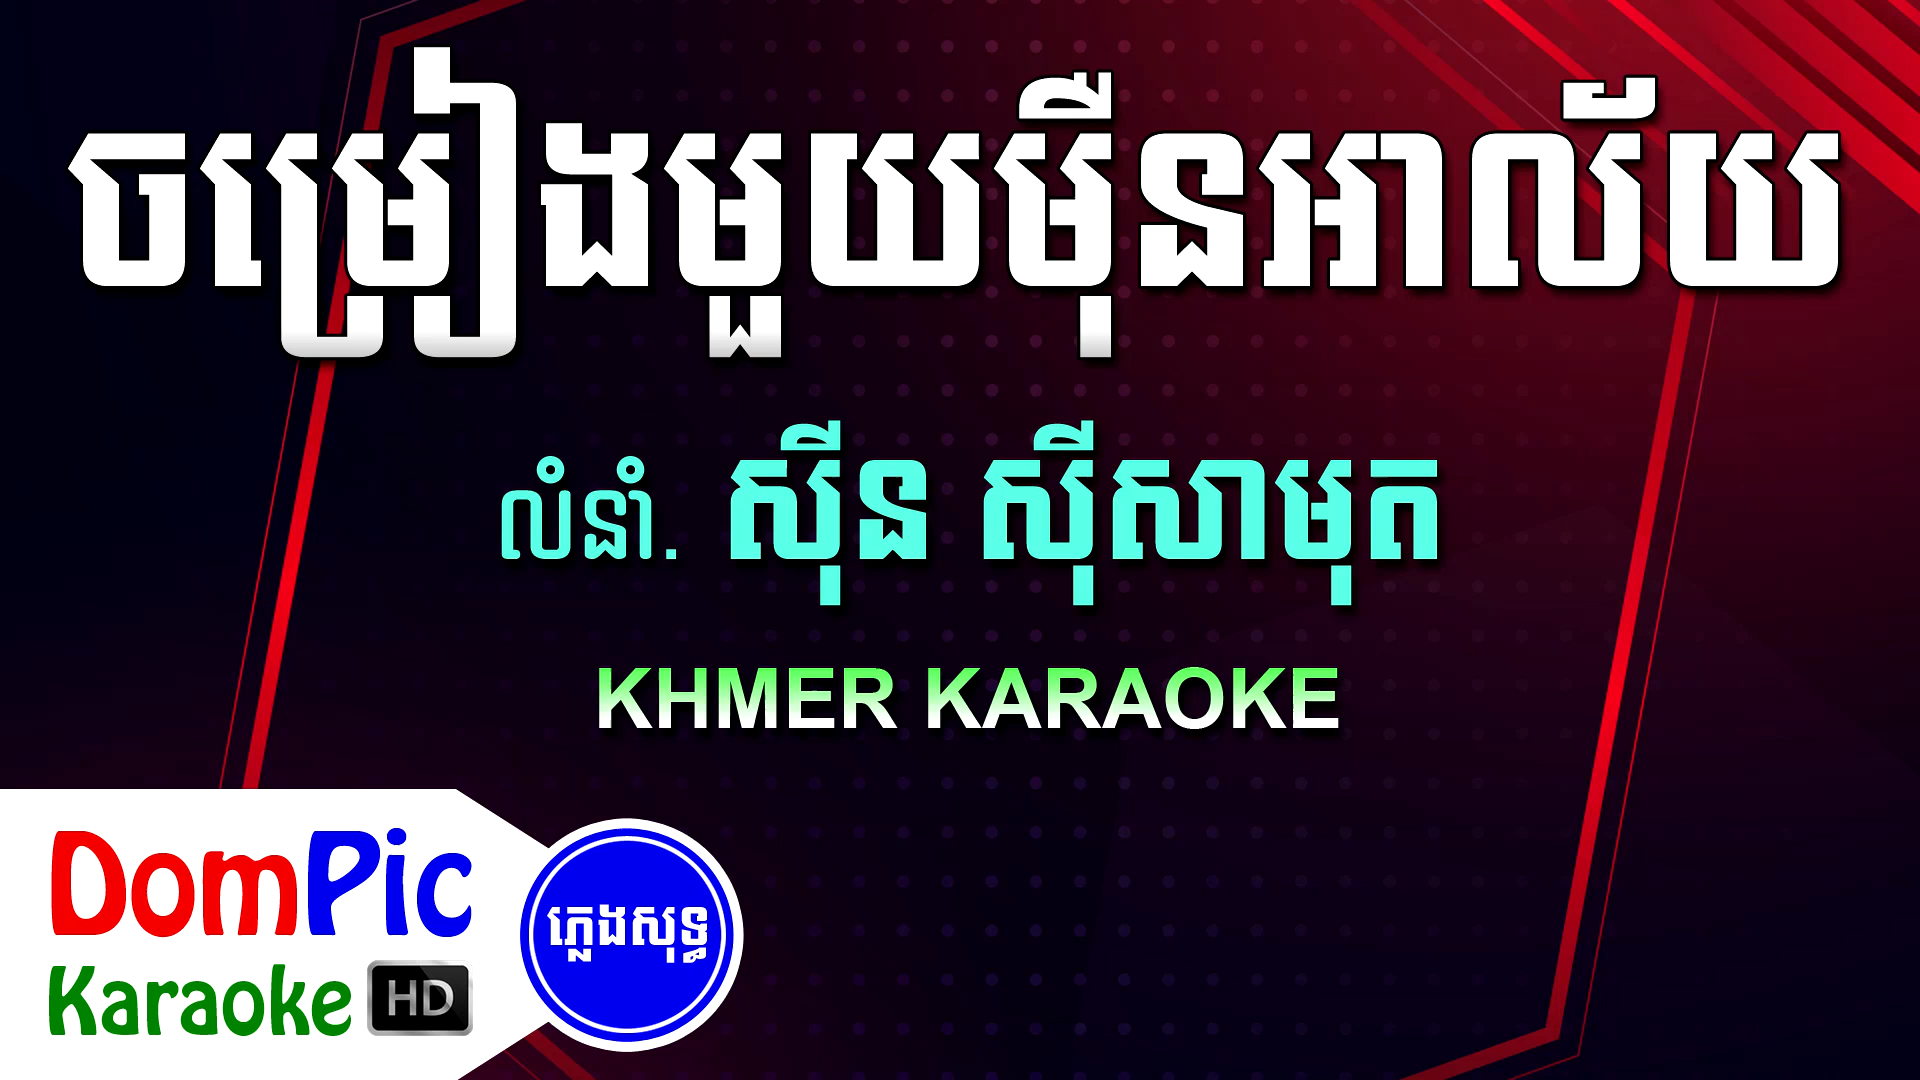 ចម្រៀងមួយម៉ឺនអាល័យ
លំនាំ. ស៊ីន ស៊ីសាមុត
KHMER KARAOKE
DomPic
Karaoke HD
ភ្លេងសុទ្ធ